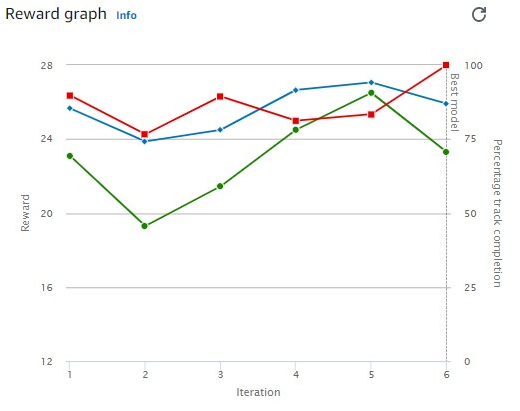 Reward graph Info
28
24
20
16
12
Reward
100
75
50
25
0
Percentage track completion
Best model
1 2 3 4 5 6
Iteration